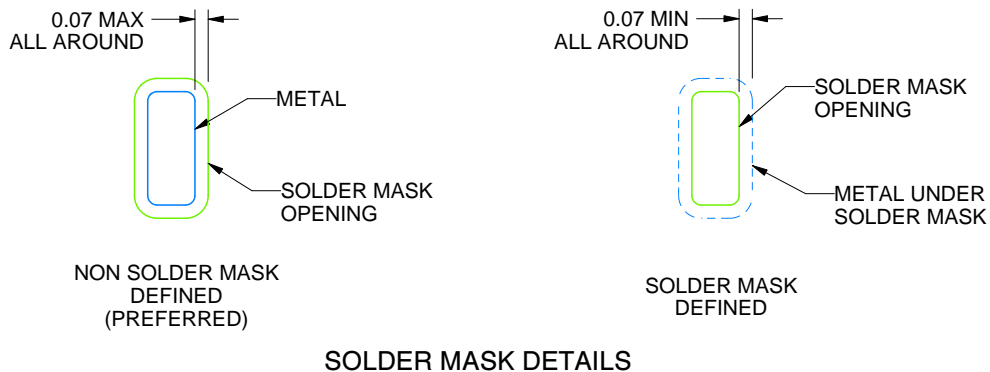 0.07 MAX
ALL AROUND
METAL
SOLDER MASK
OPENING
NON SOLDER MASK
DEFINED
(PREFERRED)
0.07 MIN
ALL AROUND
SOLDER MASK
OPENING
METAL UNDER
SOLDER MASK
SOLDER MASK
DEFINED
SOLDER MASK DETAILS